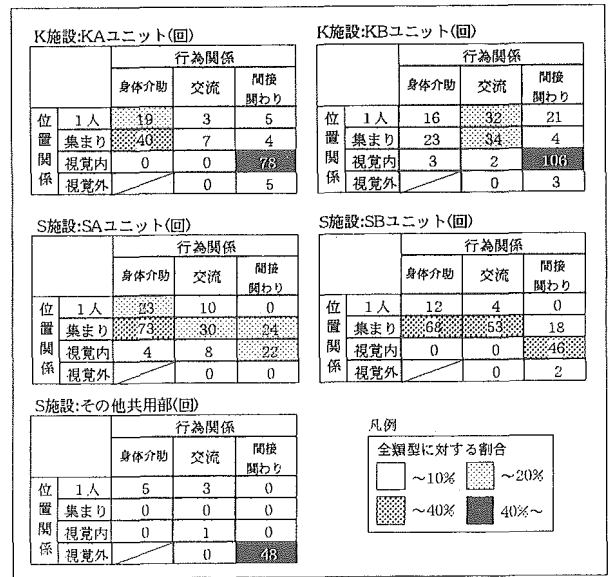 K施設:KAユニット(回)
行為関係
身体介助 交流 間接関わり
位置関係
1人 19 3 5
集まり 40 7 4
視覚内 0 0 78
視覚外 0 5
K施設:KBユニット(回)
行為関係
身体介助 交流 間接関わり
位置関係
1人 16 32 21
集まり 23 34 4
視覚内 3 2 106
視覚外 0 3
S施設:SAユニット(回)
行為関係
身体介助 交流 間接関わり
位置関係
1人 23 10 0
集まり 73 30 24
視覚内 4 8 22
視覚外 0 0
S施設:SBユニット(回)
行為関係
身体介助 交流 間接関わり
位置関係
1人 12 4 0
集まり 68 53 18
視覚内 0 0 46
視覚外 0 2
S施設:その他共用部(回)
行為関係
身体介助 交流 間接関わり
位置関係
1人 5 3 0
集まり 0 0 0
視覚内 0 1 0
視覚外 0 48
凡例
全類型に対する割合
~10% ~20%
~40% 40%~